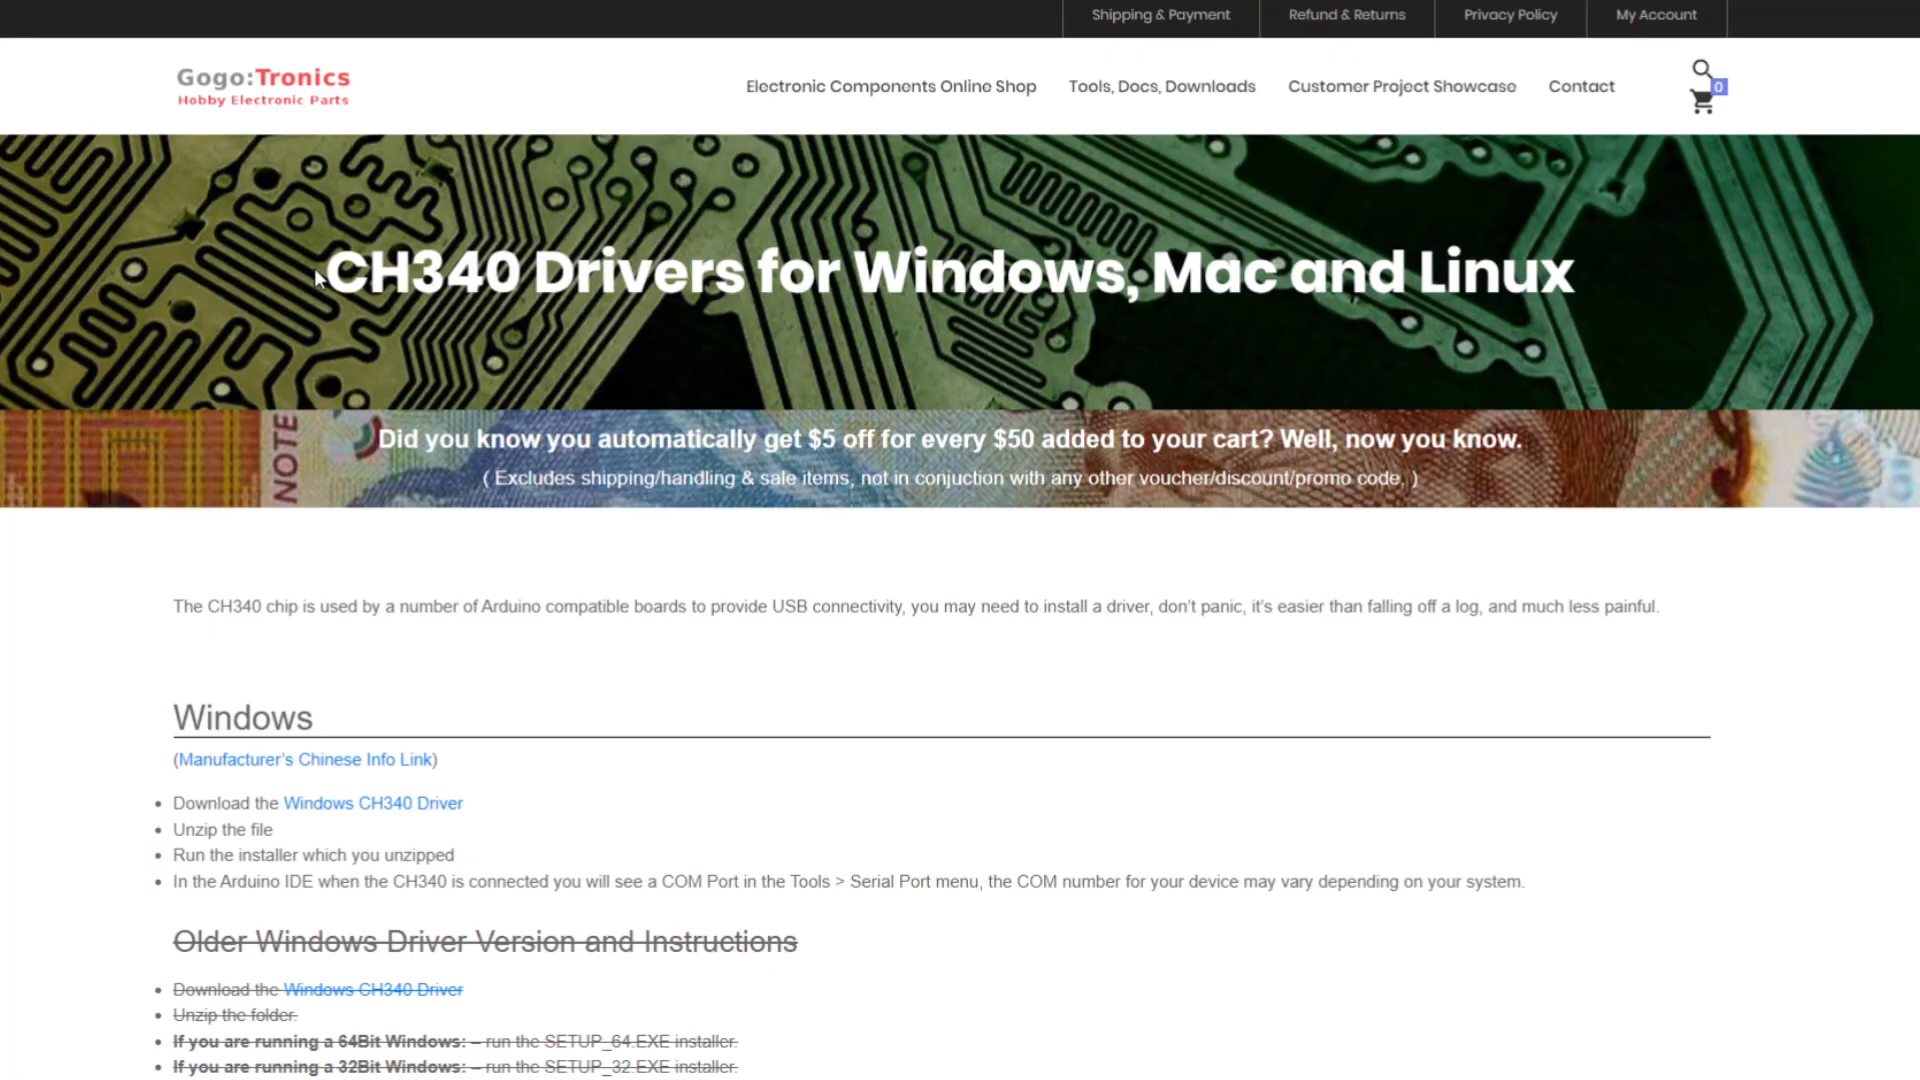 Shipping & Payment
Refund & Returns
Privacy Policy
My Account
Gogo:Tronics
Hobby Electronic Parts
Electronic Components Online Shop
Tools, Docs, Downloads
Customer Project Showcase
Contact
0
CH340 Drivers for Windows, Mac and Linux
NOTE
Did you know you automatically get $5 off for every $50 added to your cart? Well, now you know.
( Excludes shipping/handling & sale items, not in conjuction with any other voucher/discount/promo code. )
The CH340 chip is used by a number of Arduino compatible boards to provide USB connectivity, you may need to install a driver, don't panic, it's easier than falling off a log, and much less painful.
Windows
(Manufacturer's Chinese Info Link)
Download the Windows CH340 Driver
Unzip the file
Run the installer which you unzipped
In the Arduino IDE when the CH340 is connected you will see a COM Port in the Tools > Serial Port menu, the COM number for your device may vary depending on your system.
Older Windows Driver Version and Instructions
Download the Windows CH340 Driver
Unzip the folder.
If you are running a 64Bit Windows: – run the SETUP_64.EXE installer.
If you are running a 32Bit Windows: – run the SETUP_32.EXE installer.